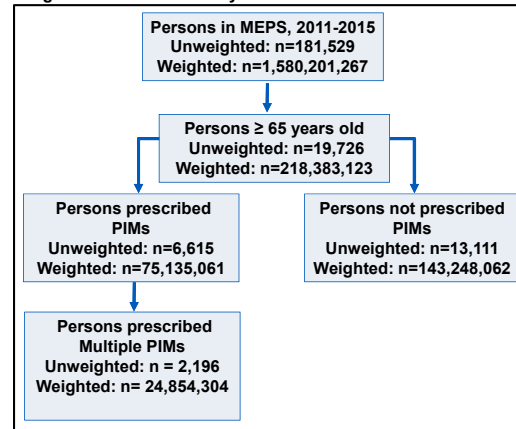 Persons in MEPS, 2011-2015
Unweighted: n=181,529
Weighted: n=1,580,201,267
Persons ≥ 65 years old
Unweighted: n=19,726
Weighted: n=218,383,123
Persons prescribed
PIMs
Unweighted: n=6,615
Weighted: n=75,135,061
Persons not prescribed
PIMs
Unweighted: n=13,111
Weighted: n=143,248,062
Persons prescribed
Multiple PIMs
Unweighted: n = 2,196
Weighted: n= 24,854,304